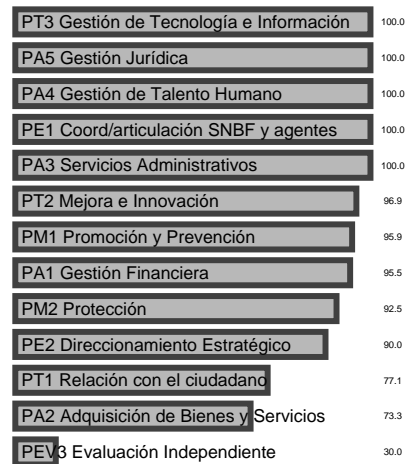 PT3 Gestión de Tecnología e Información 100.0
PA5 Gestión Jurídica 100.0
PA4 Gestión de Talento Humano 100.0
PE1 Coord/articulación SNBF y agentes 100.0
PA3 Servicios Administrativos 100.0
PT2 Mejora e Innovación 96.9
PM1 Promoción y Prevención 95.9
PA1 Gestión Financiera 95.5
PM2 Protección 92.5
PE2 Direccionamiento Estratégico 90.0
PT1 Relación con el ciudadano 77.1
PA2 Adquisición de Bienes y Servicios 73.3
PEV3 Evaluación Independiente 30.0